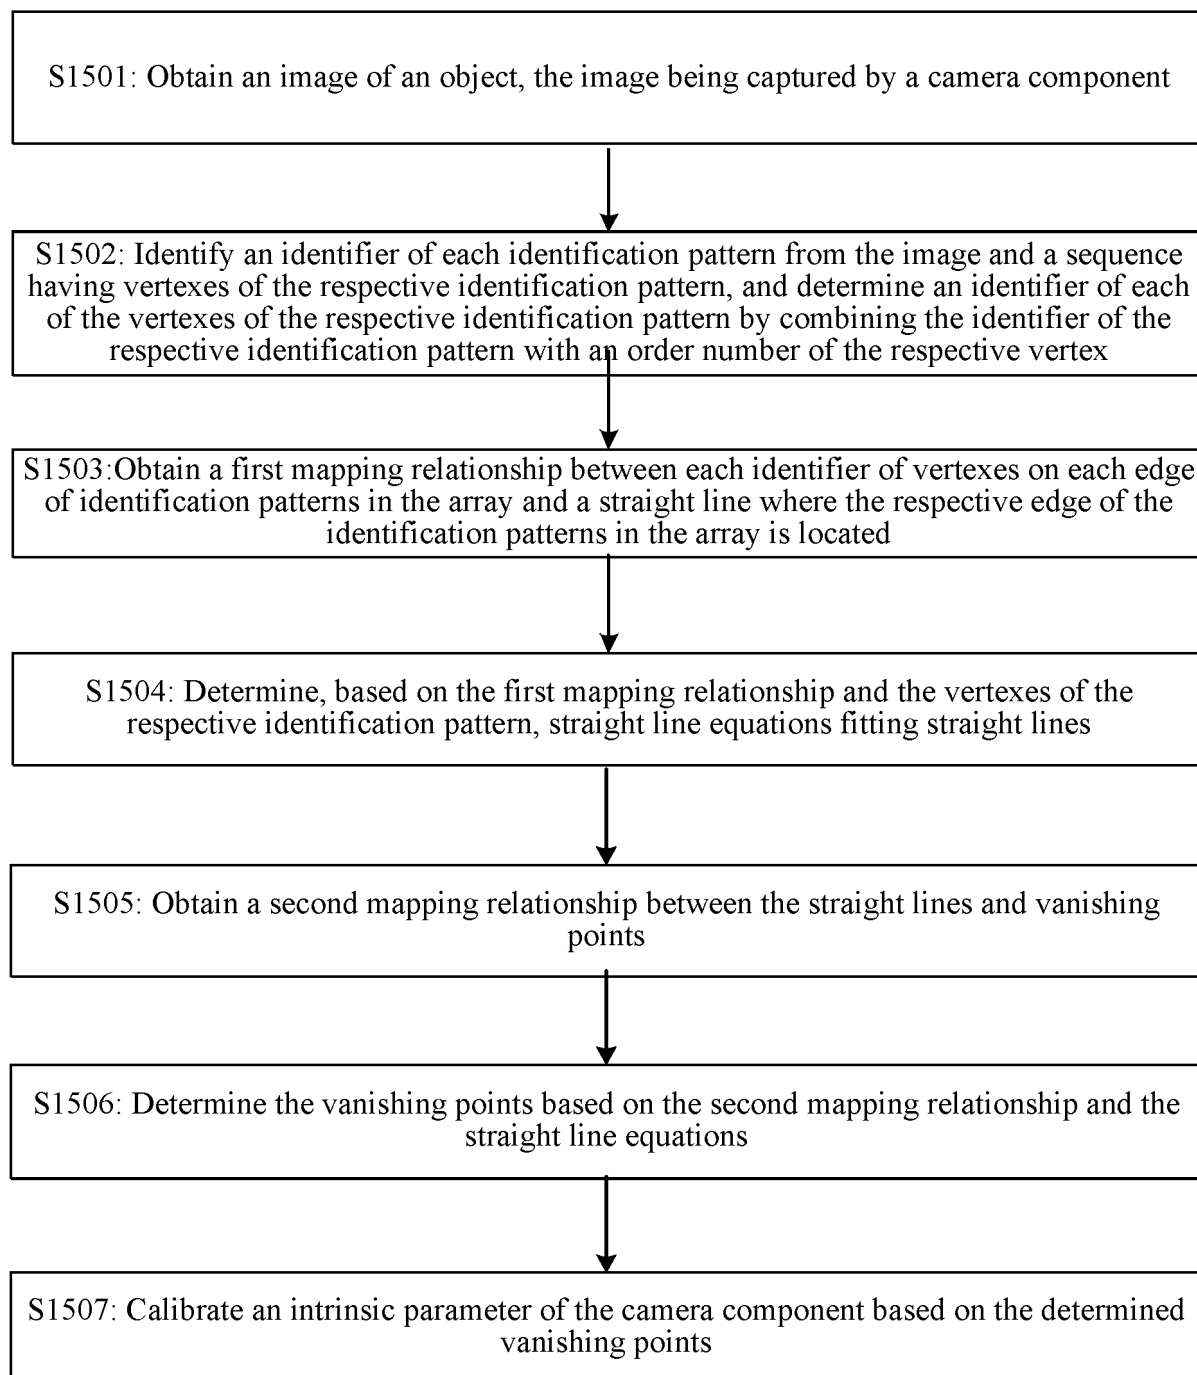 S1501: Obtain an image of an object, the image being captured by a camera component
S1502: Identify an identifier of each identification pattern from the image and a sequence
having vertexes of the respective identification pattern, and determine an identifier of each
of the vertexes of the respective identification pattern by combining the identifier of the
respective identification pattern with an order number of the respective vertex
S1503:Obtain a first mapping relationship between each identifier of vertexes on each edge
of identification patterns in the array and a straight line where the respective edge of the
identification patterns in the array is located
S1504: Determine, based on the first mapping relationship and the vertexes of the
respective identification pattern, straight line equations fitting straight lines
S1505: Obtain a second mapping relationship between the straight lines and vanishing
points
S1506: Determine the vanishing points based on the second mapping relationship and the
straight line equations
S1507: Calibrate an intrinsic parameter of the camera component based on the determined
vanishing points